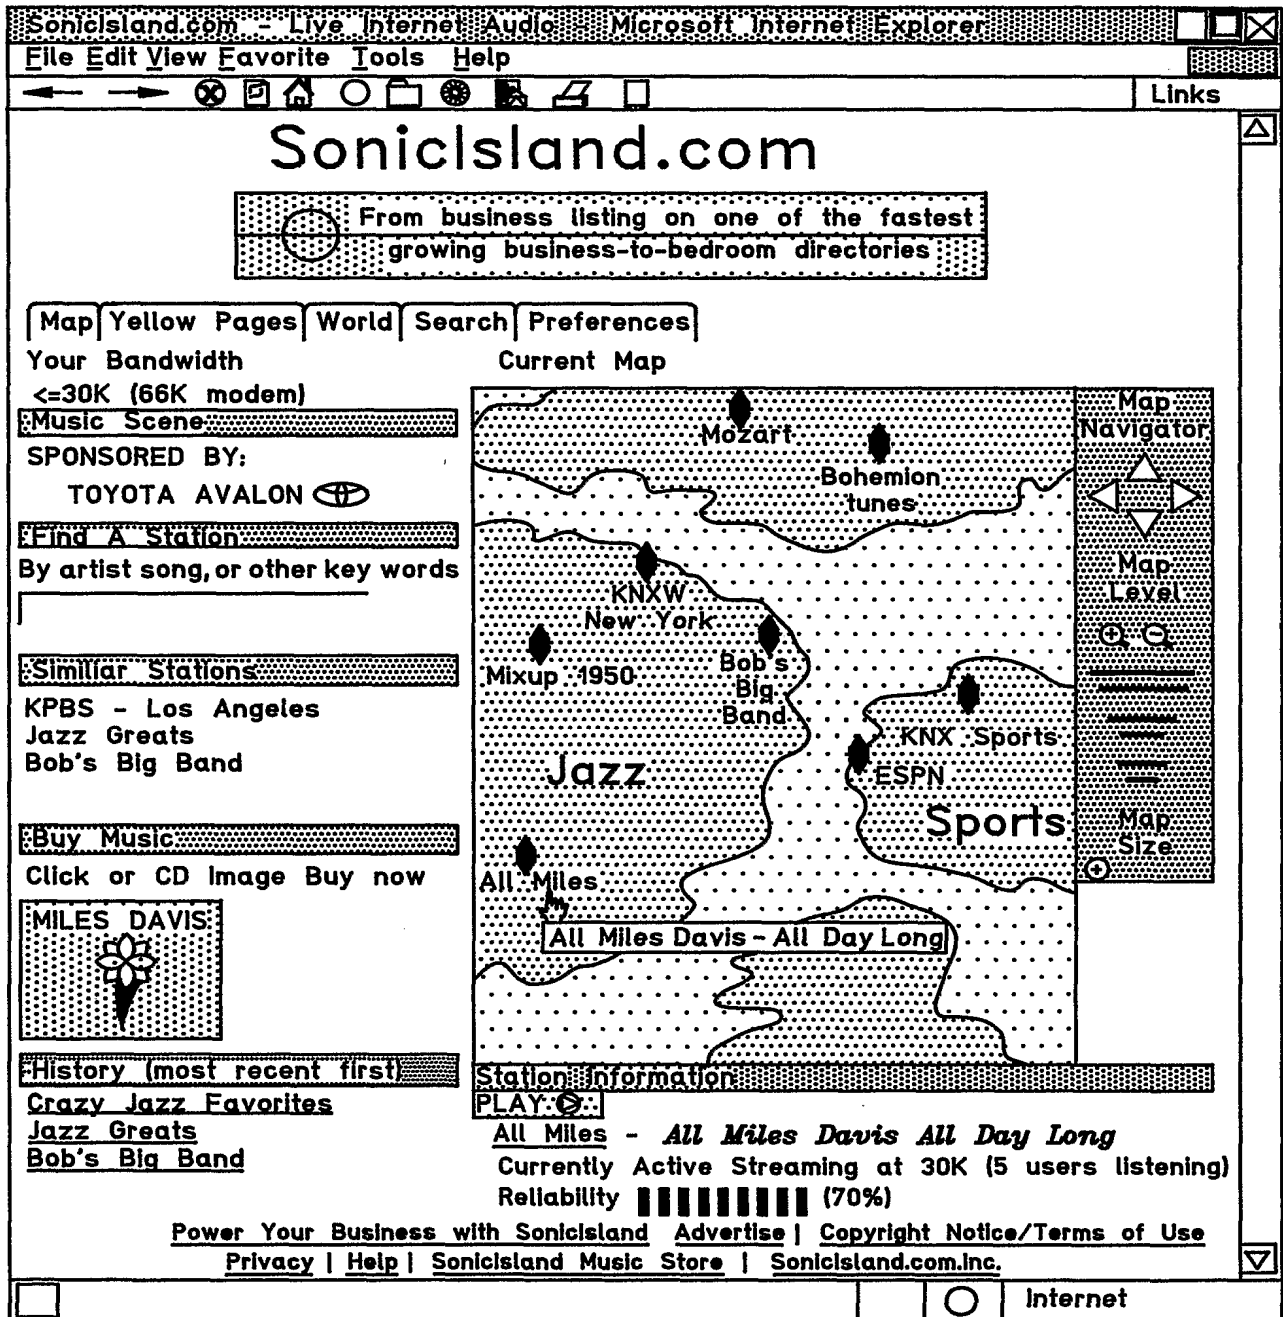 SonicIsland.com - Live Internet Audio - Microsoft Internet Explorer
File Edit View Favorite Tools Help
Links
SonicIsland.com
From business listing on one of the fastest
growing business-to-bedroom directories
Map Yellow Pages World Search Preferences
Your Bandwidth
<=30K (66K modem)
Music Scene
SPONSORED BY:
TOYOTA AVALON
Find A Station
By artist song, or other key words
Similiar Stations
KPBS - Los Angeles
Jazz Greats
Bob's Big Band
Buy Music
Click or CD Image Buy now
MILES DAVIS
History (most recent first)
Crazy Jazz Favorites
Jazz Greats
Bob's Big Band
Current Map
Mozart
Bohemion
tunes
KNXW
New York
Mixup 1950
Bob's
Big
Band
KNX Sports
ESPN
Jazz
Sports
All Miles
All Miles Davis - All Day Long
Map
Navigator
Map
Level
Map
Size
Station Information
PLAY
All Miles - All Miles Davis All Day Long
Currently Active Streaming at 30K (5 users listening)
Reliability (70%)
Power Your Business with SonicIsland Advertise | Copyright Notice/Terms of Use
Privacy | Help | SonicIsland Music Store | SonicIsland.com.inc.
Internet